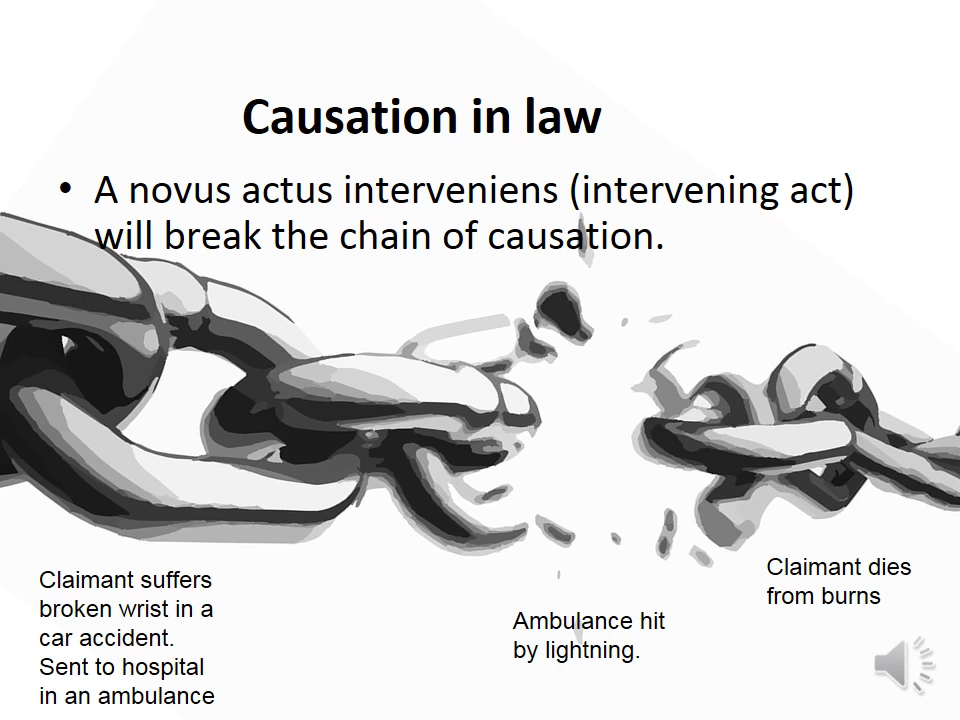 Causation in law
• A novus actus interveniens (intervening act)
will break the chain of causation.
Claimant suffers
broken wrist in a
car accident.
Sent to hospital
in an ambulance
Ambulance hit
by lightning.
Claimant dies
from burns